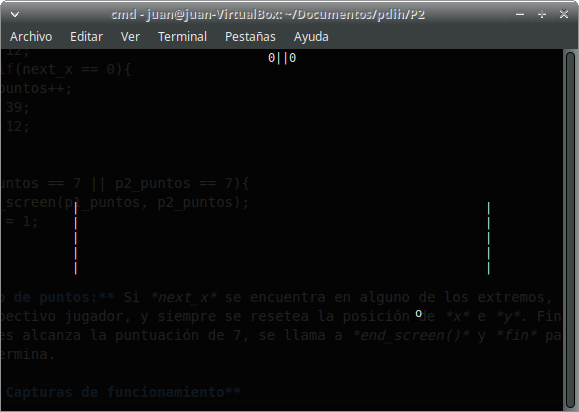 cmd - juan@juan-VirtualBox: ~/Documentos/pdih/P2
Archivo Editar Ver Terminal Pestañas Ayuda
12;
if(next_x == 0){
0||0
puntos++;
39;
12;
untos == 7 || p2_puntos == 7){
_screen(p1_puntos, p2_puntos);
= 1;
|
|
|
|
|
|
|
|
|
|
o de puntos:** Si *next_x* se encuentra en alguno de los extremos,
pectivo jugador, y siempre se resetea la posición de *x* e *y*. Fin
o
es alcanza la puntuación de 7, se llama a *end_screen()* y *fin* pa
ermina.
Capturas de funcionamiento**